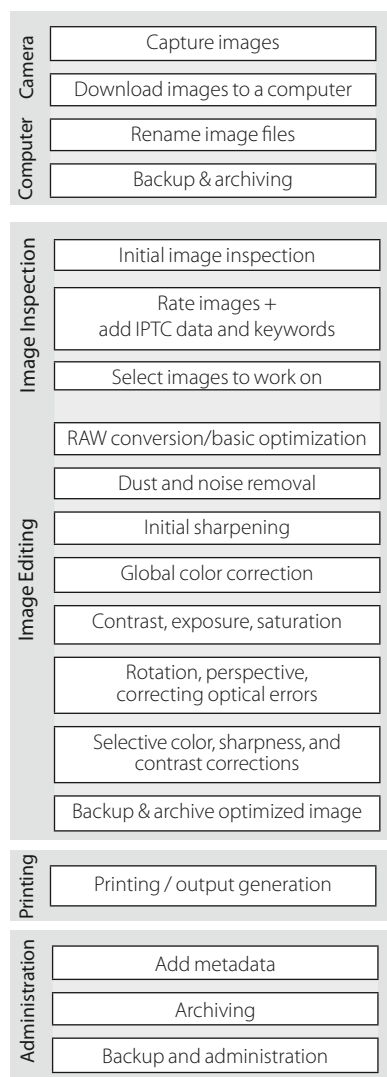 Camera
Capture images
Download images to a computer
Computer
Rename image files
Backup & archiving
Image Inspection
Initial image inspection
Rate images +
add IPTC data and keywords
Select images to work on
Image Editing
RAW conversion/basic optimization
Dust and noise removal
Initial sharpening
Global color correction
Contrast, exposure, saturation
Rotation, perspective,
correcting optical errors
Selective color, sharpness, and
contrast corrections
Backup & archive optimized image
Printing
Printing / output generation
Administration
Add metadata
Archiving
Backup and administration